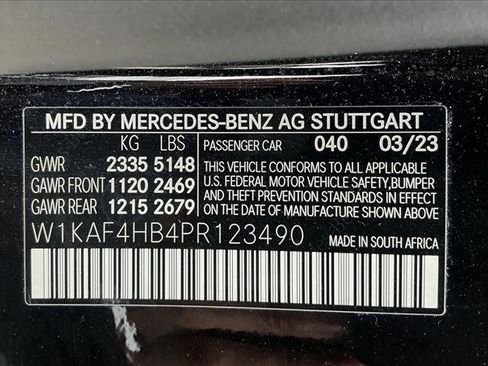 MFD BY MERCEDES-BENZ AG STUTTGART
KG LBS PASSENGER CAR 040 03/23
GVWR 2335 5148 THIS VEHICLE CONFORMS TO ALL APPLICABLE
GAWR FRONT 1120 2469 U.S. FEDERAL MOTOR VEHICLE SAFETY, BUMPER
GAWR REAR 1215 2679 AND THEFT PREVENTION STANDARDS IN EFFECT
ON THE DATE OF MANUFACTURE SHOWN ABOVE.
W1KAF4HB4PR123490 MADE IN SOUTH AFRICA